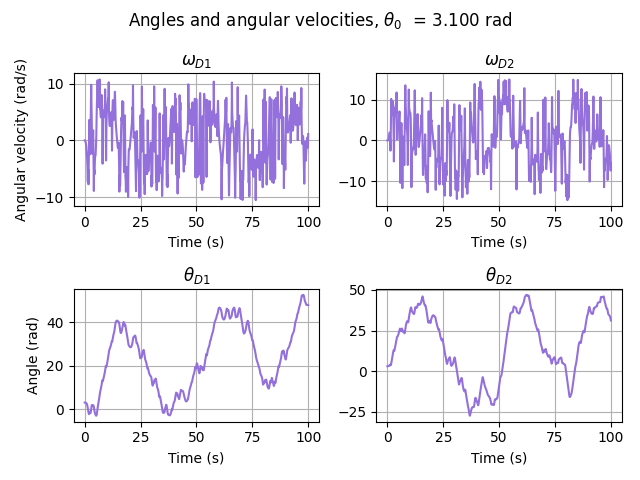 Angles and angular velocities, θ0 = 3.100 rad
ωD1
ωD2
Angular velocity (rad/s)
10
0
−10
10
0
−10
0 25 50 75 100
0 25 50 75 100
Time (s)
Time (s)
θD1
θD2
Angle (rad)
40
20
0
50
25
0
−25
0 25 50 75 100
0 25 50 75 100
Time (s)
Time (s)